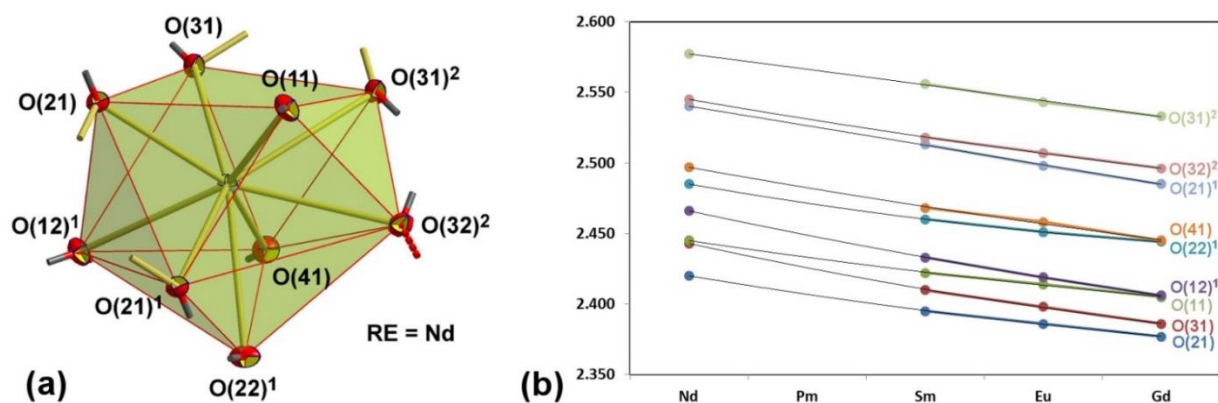 O(31)
O(11)
O(31)²
O(21)
O(12)¹
O(32)²
O(41)
O(21)¹
RE = Nd
(a)
O(22)¹
2.600
2.550
2.500
2.450
2.400
2.350
O(31)²
O(32)²
O(21)¹
O(41)
O(22)¹
O(12)¹
O(11)
O(31)
O(21)
(b)
Nd Pm Sm Eu Gd